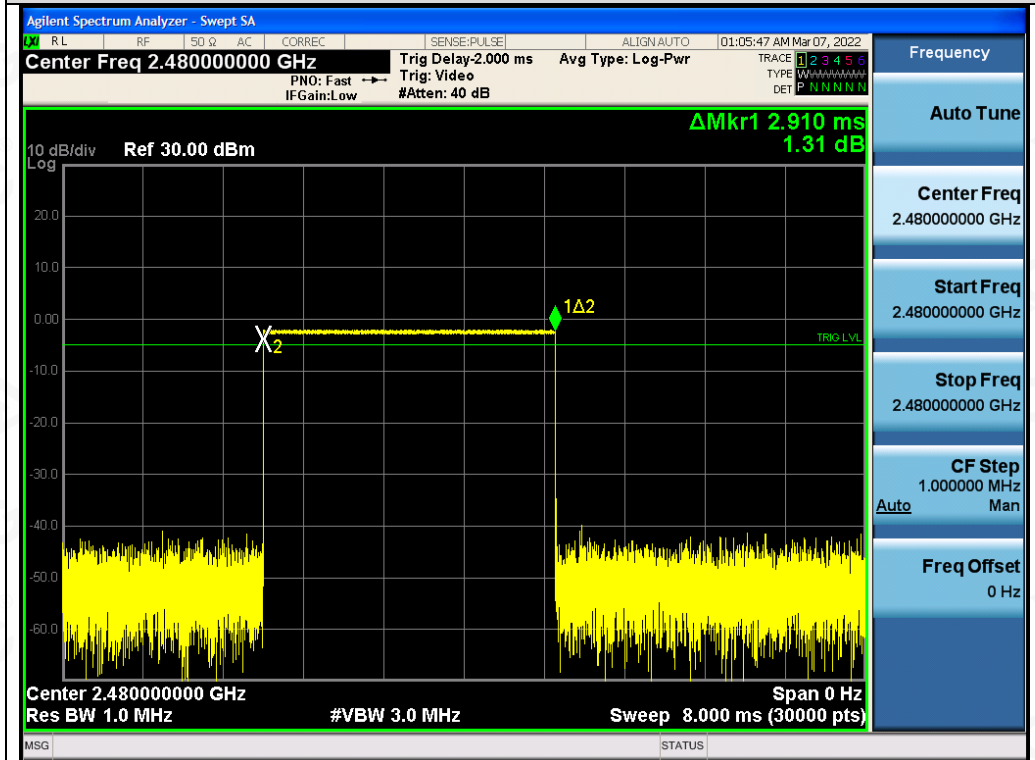 Agilent Spectrum Analyzer - Swept SA
LXI RL RF 50 Ω AC CORREC SENSE:PULSE ALIGN AUTO 01:05:47 AM Mar 07, 2022
Center Freq 2.480000000 GHz Trig Delay-2.000 ms Avg Type: Log-Pwr TRACE 1 2 3 4 5 6
PNO: Fast Trig: Video TYPE WWWWWW
IFGain:Low #Atten: 40 dB DET P N N N N N
ΔMkr1 2.910 ms
10 dB/div Ref 30.00 dBm 1.31 dB
Log
20.0
10.0
0.00
-10.0
-20.0
-30.0
-40.0
-50.0
-60.0
1Δ2
2
TRIG LVL
Center 2.480000000 GHz Span 0 Hz
Res BW 1.0 MHz #VBW 3.0 MHz Sweep 8.000 ms (30000 pts)
MSG STATUS
Frequency
Auto Tune
Center Freq
2.480000000 GHz
Start Freq
2.480000000 GHz
Stop Freq
2.480000000 GHz
CF Step
1.000000 MHz
Auto Man
Freq Offset
0 Hz